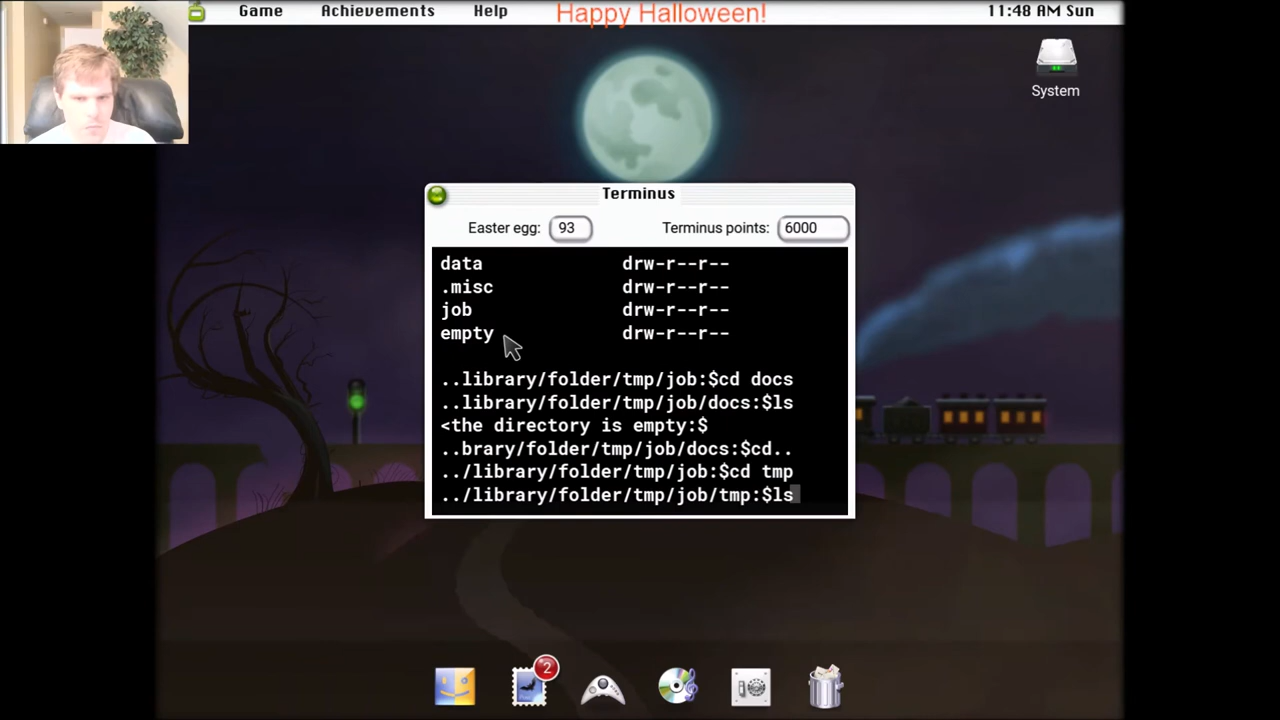 Game Achievements Help Happy Halloween! 11:48 AM Sun
System
Terminus
Easter egg: 93 Terminus points: 6000
data drw-r--r--
.misc drw-r--r--
job drw-r--r--
empty drw-r--r--
..library/folder/tmp/job:$cd docs
..library/folder/tmp/job/docs:$ls
<the directory is empty:$
..brary/folder/tmp/job/docs:$cd..
../library/folder/tmp/job:$cd tmp
../library/folder/tmp/job/tmp:$ls
2